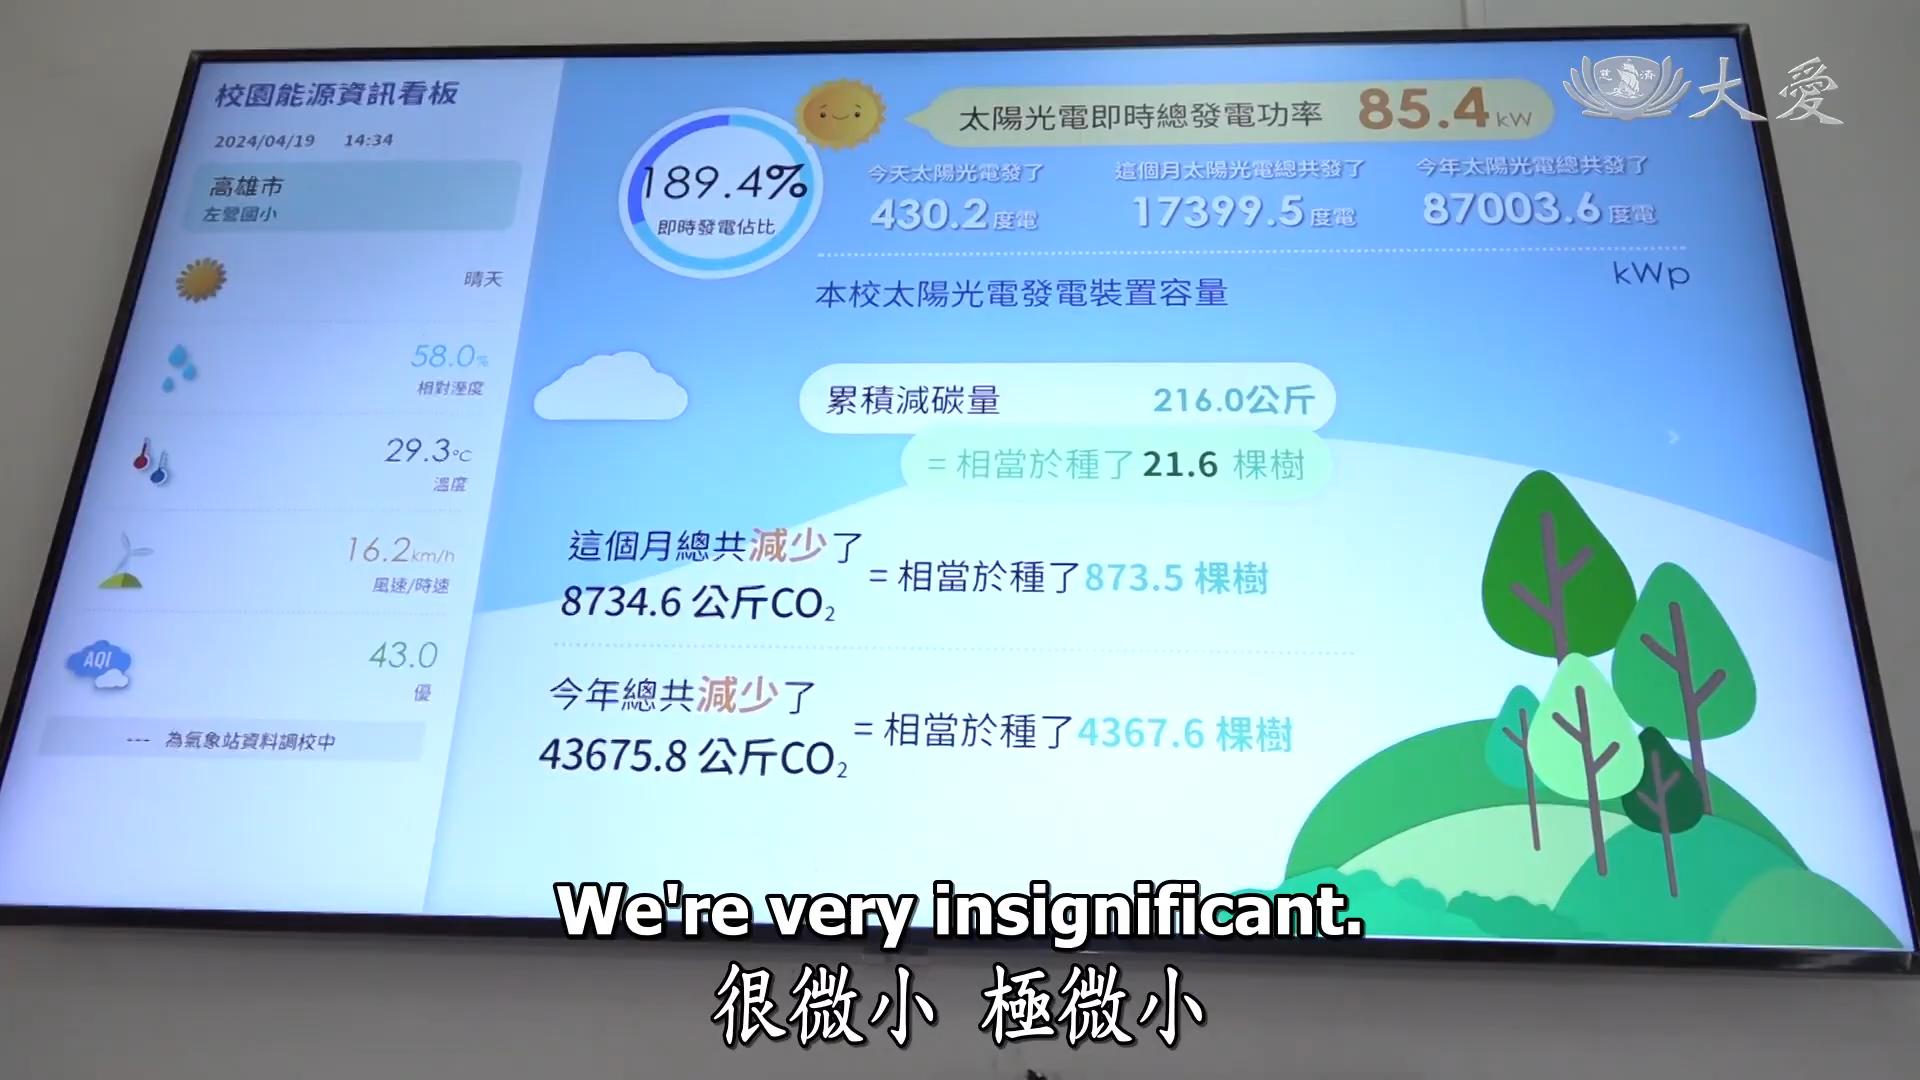 校園能源資訊看板
2024/04/19 14:34
高雄市
左營國小
晴天
58.0%
相對溼度
29.3°C
溫度
16.2km/h
風速/時速
AQI
43.0
優
--- 為氣象站資料調校中
189.4%
即時發電佔比
太陽光電即時總發電功率 85.4 kW
今天太陽光電發了
430.2度電
這個月太陽光電總共發了
17399.5度電
今年太陽光電總共發了
87003.6度電
本校太陽光電發電裝置容量
kWp
累積減碳量 216.0公斤
= 相當於種了 21.6 棵樹
這個月總共減少了
8734.6 公斤CO₂
= 相當於種了873.5 棵樹
今年總共減少了
43675.8 公斤CO₂
= 相當於種了4367.6 棵樹
慈濟
大愛
We're very insignificant.
很微小 極微小